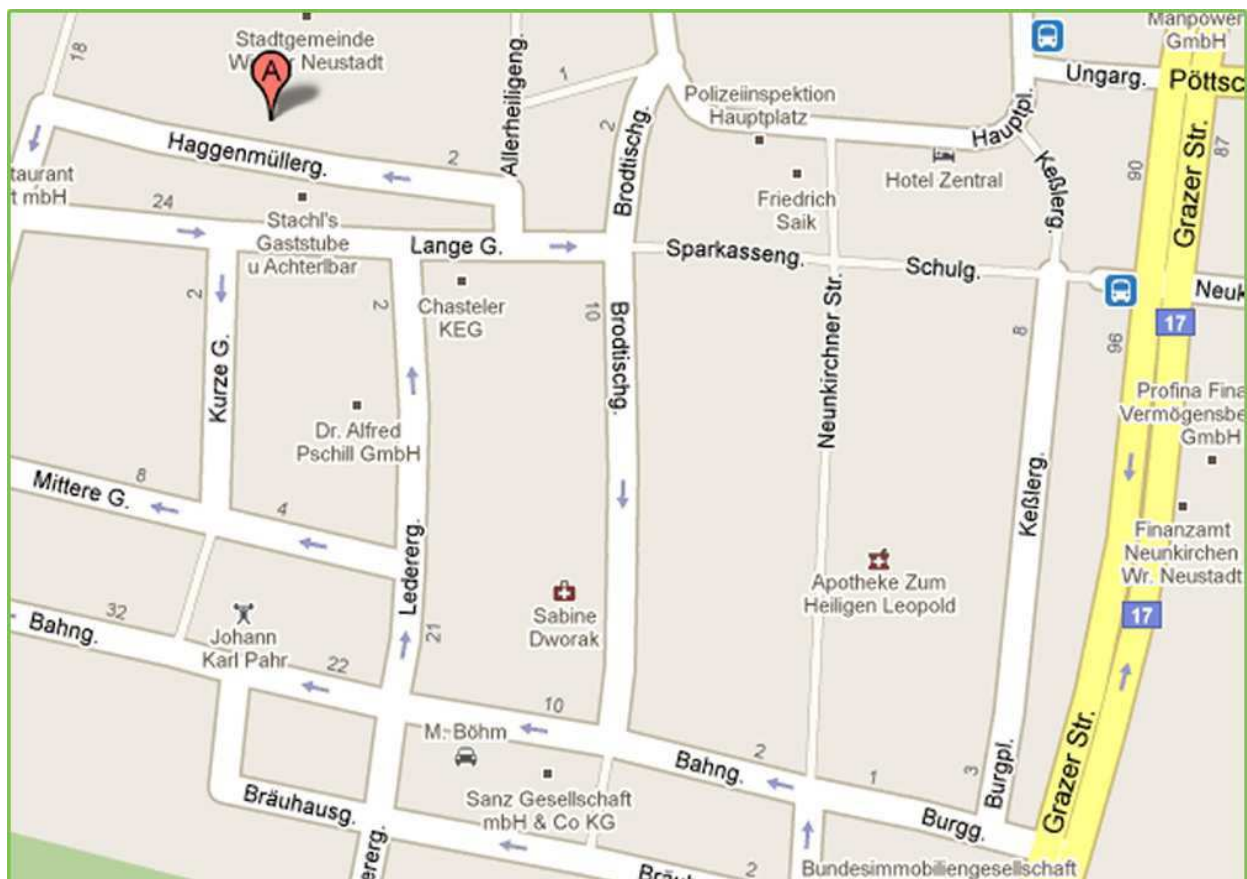 Manpower
GmbH
Stadtgemeinde
Wiener Neustadt
A
18
1
Ungarg.
Pöttsc
Polizeiinspektion
Hauptplatz
Hauptpl.
Allerheiligeng.
2
Brodtischg.
Haggenmüllerg.
2
Grazer Str.
87
90
Keßlerg.
Hotel Zentral
taurant
t mbH
24
Friedrich
Saik
Stachl's
Gaststube
u Achterlbar
Lange G.
Sparkasseng.
Schulg.
Neuk
2
2
Chasteler
KEG
10
Brodtischg.
Neunkirchner Str.
8
17
96
Kurze G.
Profina Fina
Vermögensbe
GmbH
Dr. Alfred
Pschill GmbH
Mittere G.
8
4
Keßlerg.
Finanzamt
Neunkirchen
Wr. Neustadt
Lederergr.
Apotheke Zum
Heiligen Leopold
Sabine
Dworak
17
32
Bahng.
Johann
Karl Pahr
21
22
10
M. Böhm
Bahng.
2
1
3
Burgpl.
Grazer Str.
Bräuhausg.
Sanz Gesellschaft
mbH & Co KG
Burgg.
ererg.
Bräuh
2
Bundesimmobiliengesellschaft